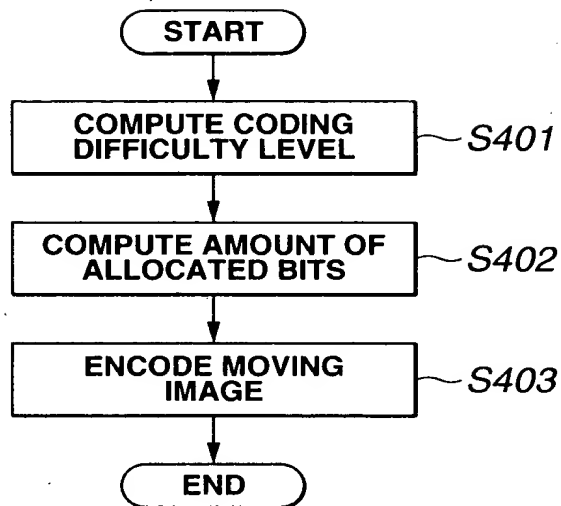 START
COMPUTE CODING
DIFFICULTY LEVEL
S401
COMPUTE AMOUNT OF
ALLOCATED BITS
S402
ENCODE MOVING
IMAGE
S403
END